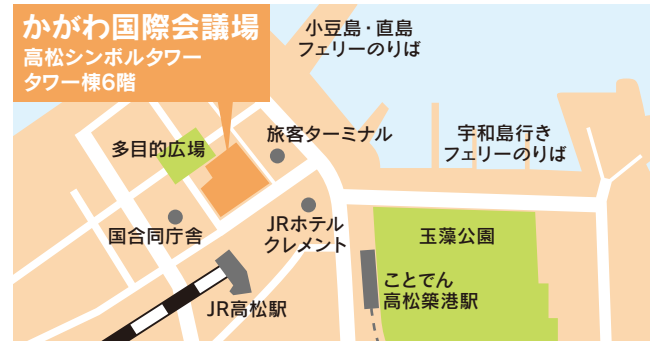 かがわ国際会議場
高松シンボルタワー
タワー棟6階
小豆島・直島
フェリーのりば
旅客ターミナル
宇和島行き
フェリーのりば
多目的広場
国合同庁舎
JRホテル
クレメント
玉藻公園
JR高松駅
ことでん
高松築港駅